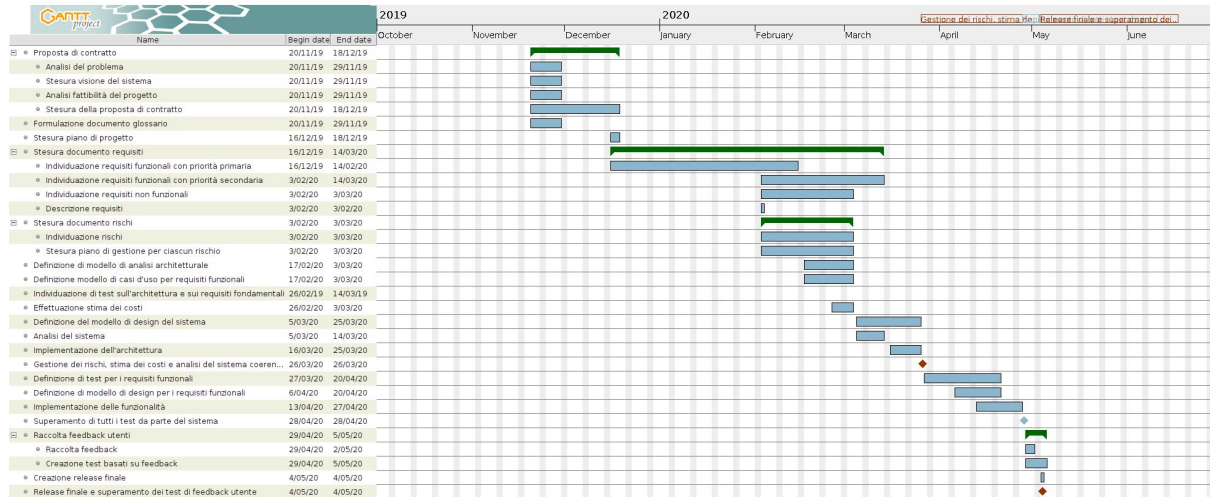 GANTT project
2019
2020
Gestione dei rischi, stima
Release finale e superamento dei...
Name Begin date End date
October November December January February March April May June
Proposta di contratto 20/11/19 18/12/19
Analisi del problema 20/11/19 29/11/19
Stesura visione del sistema 20/11/19 29/11/19
Analisi fattibilità del progetto 20/11/19 29/11/19
Stesura della proposta di contratto 20/11/19 18/12/19
Formulazione documento glossario 20/11/19 29/11/19
Stesura piano di progetto 16/12/19 18/12/19
Stesura documento requisiti 16/12/19 14/03/20
Individuazione requisiti funzionali con priorità primaria 16/12/19 14/02/20
Individuazione requisiti funzionali con priorità secondaria 3/02/20 14/03/20
Individuazione requisiti non funzionali 3/02/20 3/03/20
Descrizione requisiti 3/02/20 3/02/20
Stesura documento rischi 3/02/20 3/03/20
Individuazione rischi 3/02/20 3/03/20
Stesura piano di gestione per ciascun rischio 3/02/20 3/03/20
Definizione di modello di analisi architetturale 17/02/20 3/03/20
Definizione modello di casi d'uso per requisiti funzionali 17/02/20 3/03/20
Individuazione di test sull'architettura e sui requisiti fondamentali 26/02/19 14/03/19
Effettuazione stima dei costi 26/02/20 3/03/20
Definizione del modello di design del sistema 5/03/20 25/03/20
Analisi del sistema 5/03/20 14/03/20
Implementazione dell'architettura 16/03/20 25/03/20
Gestione dei rischi, stima dei costi e analisi del sistema coeren... 26/03/20 26/03/20
Definizione di test per i requisiti funzionali 27/03/20 20/04/20
Definizione di modello di design per i requisiti funzionali 6/04/20 20/04/20
Implementazione delle funzionalità 13/04/20 27/04/20
Superamento di tutti i test da parte del sistema 28/04/20 28/04/20
Raccolta feedback utenti 29/04/20 5/05/20
Raccolta feedback 29/04/20 2/05/20
Creazione test basati su feedback 29/04/20 5/05/20
Creazione release finale 4/05/20 4/05/20
Release finale e superamento dei test di feedback utente 4/05/20 4/05/20